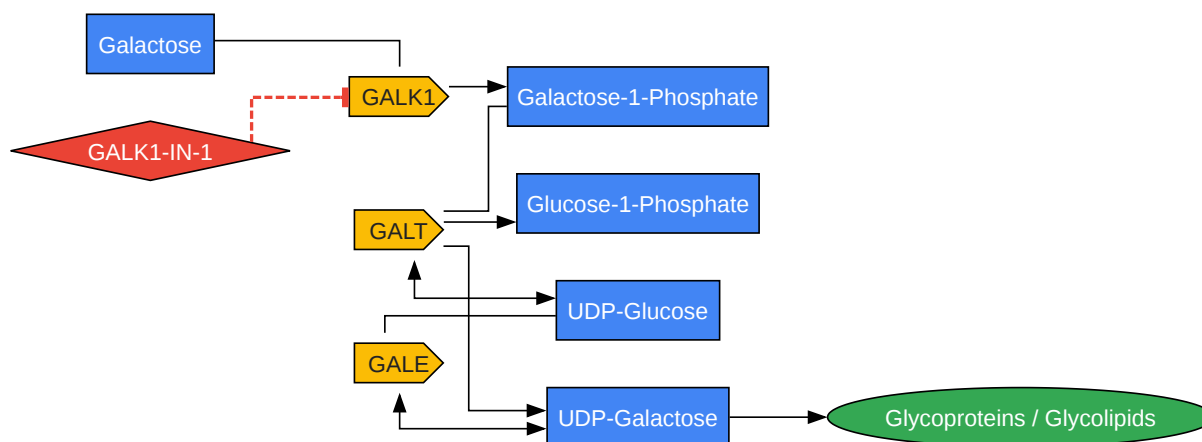 Galactose
GALK1
Galactose-1-Phosphate
GALK1-IN-1
Glucose-1-Phosphate
GALT
UDP-Glucose
GALE
UDP-Galactose
Glycoproteins / Glycolipids